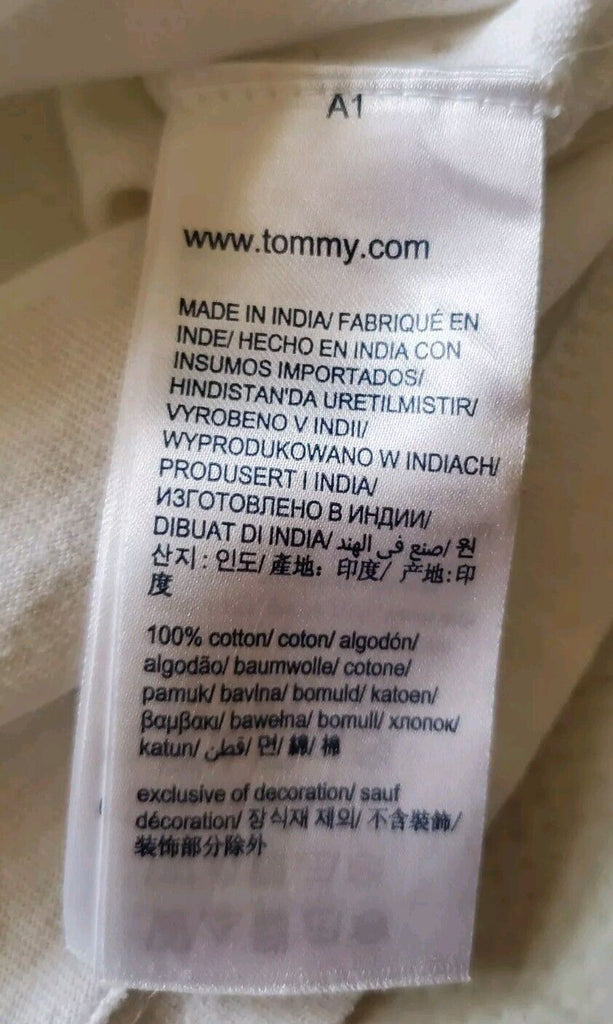 A1
www.tommy.com
MADE IN INDIA/ FABRIQUÉ EN
INDE/ HECHO EN INDIA CON
INSUMOS IMPORTADOS/
HINDISTAN'DA URETILMISTIR/
VYROBENO V INDII/
WYPRODUKOWANO W INDIACH/
PRODUSERT I INDIA/
ИЗГОТОВЛЕНО В ИНДИИ/
DIBUAT DI INDIA/ صنع في الهند/ 원
산지: 인도/ 產地: 印度/ 产地:印
度
100% cotton/ coton/ algodón/
algodão/ baumwolle/ cotone/
pamuk/ bavlna/ bomuld/ katoen/
βαμβακι/ bawełna/ bomull/ хлопок/
katun/ قطن/ 면/ 綿/ 棉
exclusive of decoration/ sauf
décoration/ 장식재 제외/ 不含裝飾/
装饰部分除外